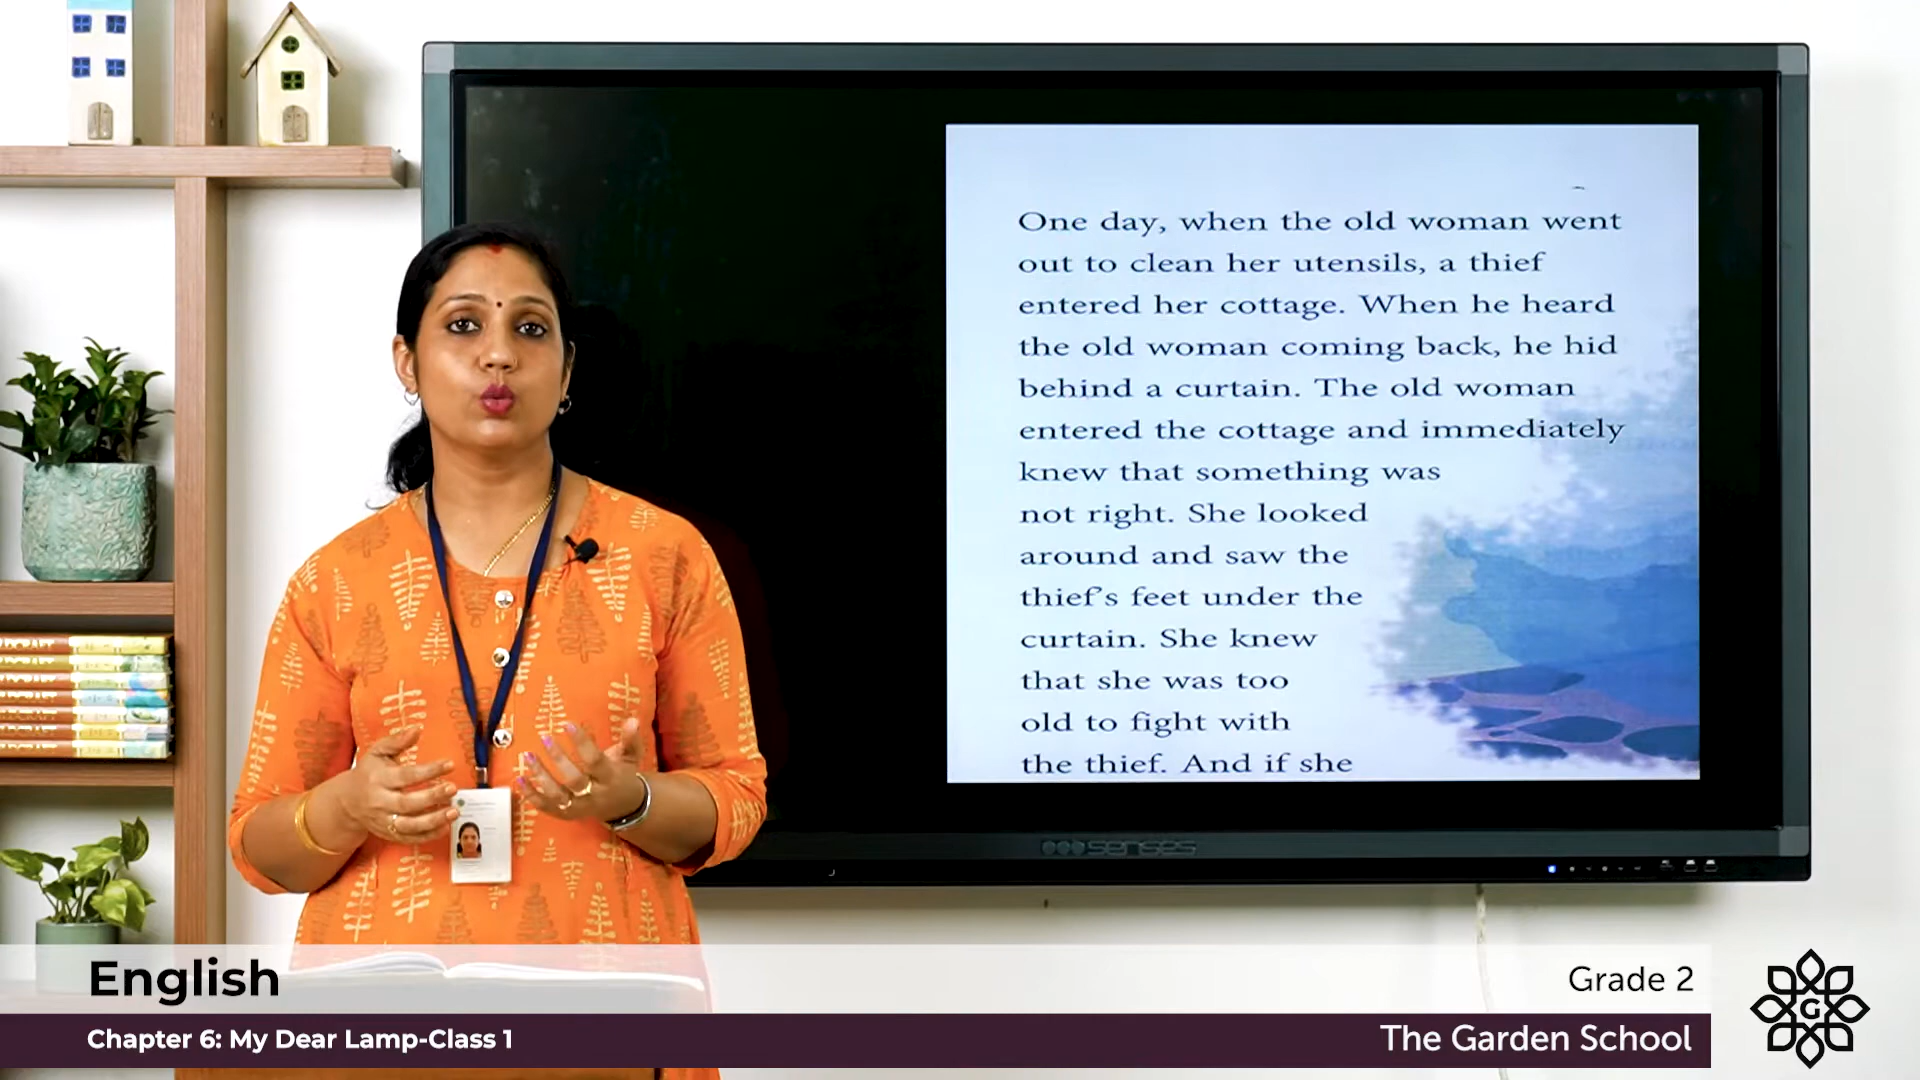 One day, when the old woman went
out to clean her utensils, a thief
entered her cottage. When he heard
the old woman coming back, he hid
behind a curtain. The old woman
entered the cottage and immediately
knew that something was
not right. She looked
around and saw the
thief's feet under the
curtain. She knew
that she was too
old to fight with
the thief. And if she
senses
English
Grade 2
Chapter 6: My Dear Lamp-Class 1
The Garden School
G